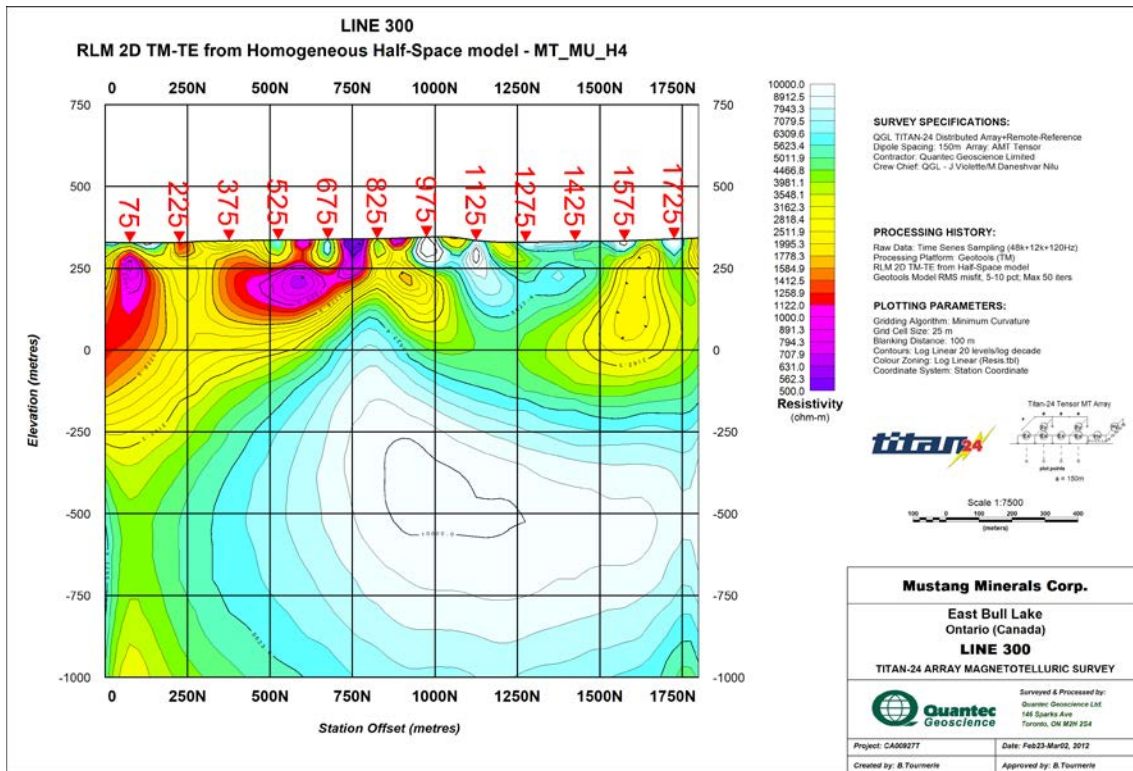 LINE 300
RLM 2D TM-TE from Homogeneous Half-Space model - MT_MU_H4
0 250N 500N 750N 1000N 1250N 1500N 1750N
750 750
500 500
250 250
0 0
-250 -250
-500 -500
-750 -750
-1000 -1000
75 225 375 525 675 825 975 1125 1275 1425 1575 1725
Elevation (metres)
0 250N 500N 750N 1000N 1250N 1500N 1750N
Station Offset (metres)
10000.0
8912.5
7943.3
7079.5
6309.6
5623.4
5011.9
4466.8
3981.1
3548.1
3162.3
2818.4
2511.9
1995.3
1778.3
1584.9
1412.5
1258.9
1122.0
1000.0
891.3
794.3
707.9
631.0
562.3
500.0
Resistivity
(ohm-m)
SURVEY SPECIFICATIONS:
QGL TITAN-24 Distributed Array+Remote-Reference
Dipole Spacing: 150m Array: AMT Tensor
Contractor: Quantec Geoscience Limited
Crew Chief: QGL - J Violette/M Daneshvar Nilu
PROCESSING HISTORY:
Raw Data: Time Series Sampling (48k+12k+120Hz)
Processing Platform: Geotools (TM)
RLM 2D TM-TE from Half-Space model
Geotools Model RMS misfit, 5-10 pct; Max 50 iters
PLOTTING PARAMETERS:
Gridding Algorithm: Minimum Curvature
Grid Cell Size: 25 m
Blanking Distance: 100 m
Contours: Log Linear 20 levels/log decade
Colour Zoning: Log Linear (Resis.tbl)
Coordinate System: Station Coordinate
titan24
Titan-24 Tensor MT Array
plot points
a = 150m
Scale 1:7500
100 0 100 200 300 400
(meters)
Mustang Minerals Corp.
East Bull Lake
Ontario (Canada)
LINE 300
TITAN-24 ARRAY MAGNETOTELLURIC SURVEY
Quantec
Geoscience
Surveyed & Processed by:
Quantec Geoscience Ltd.
146 Sparks Ave
Toronto, ON M2H 2S4
Project: CA00927T
Date: Feb23-Mar02, 2012
Created by: B.Tournerie
Approved by: B.Tournerie